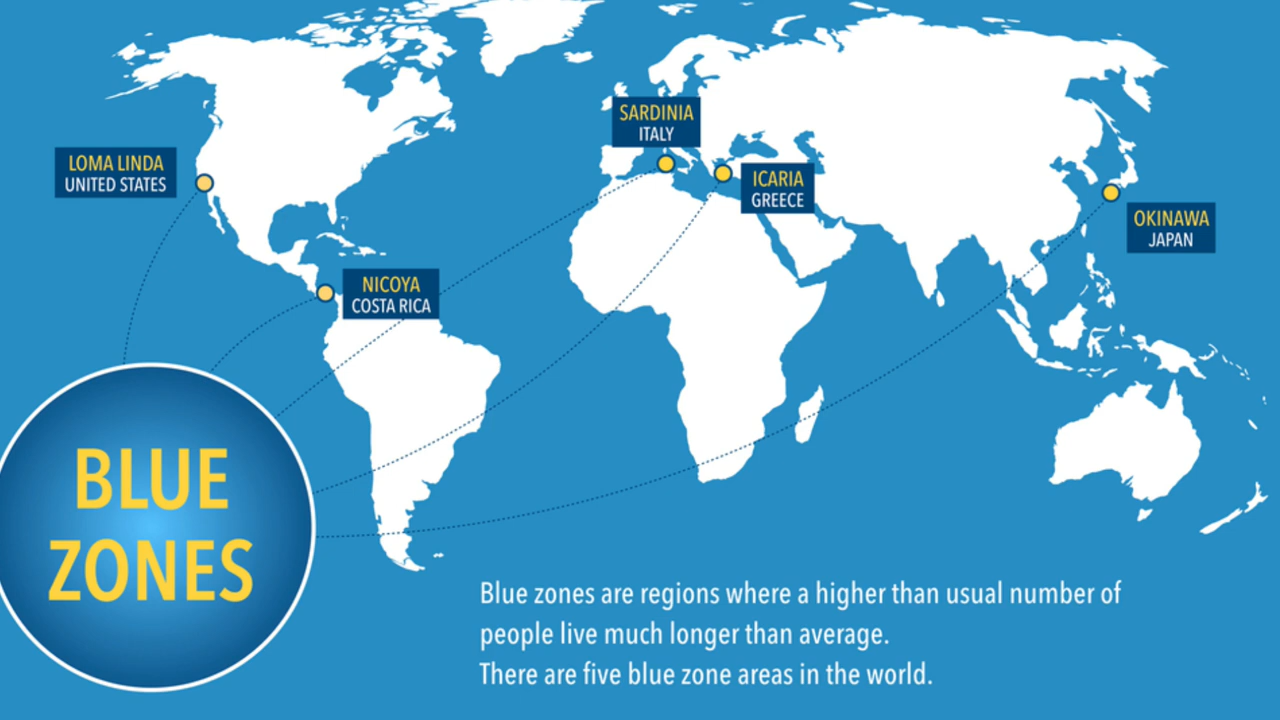 SARDINIA
ITALY
LOMA LINDA
UNITED STATES
ICARIA
GREECE
OKINAWA
JAPAN
NICOYA
COSTA RICA
BLUE
ZONES
Blue zones are regions where a higher than usual number of
people live much longer than average.
There are five blue zone areas in the world.